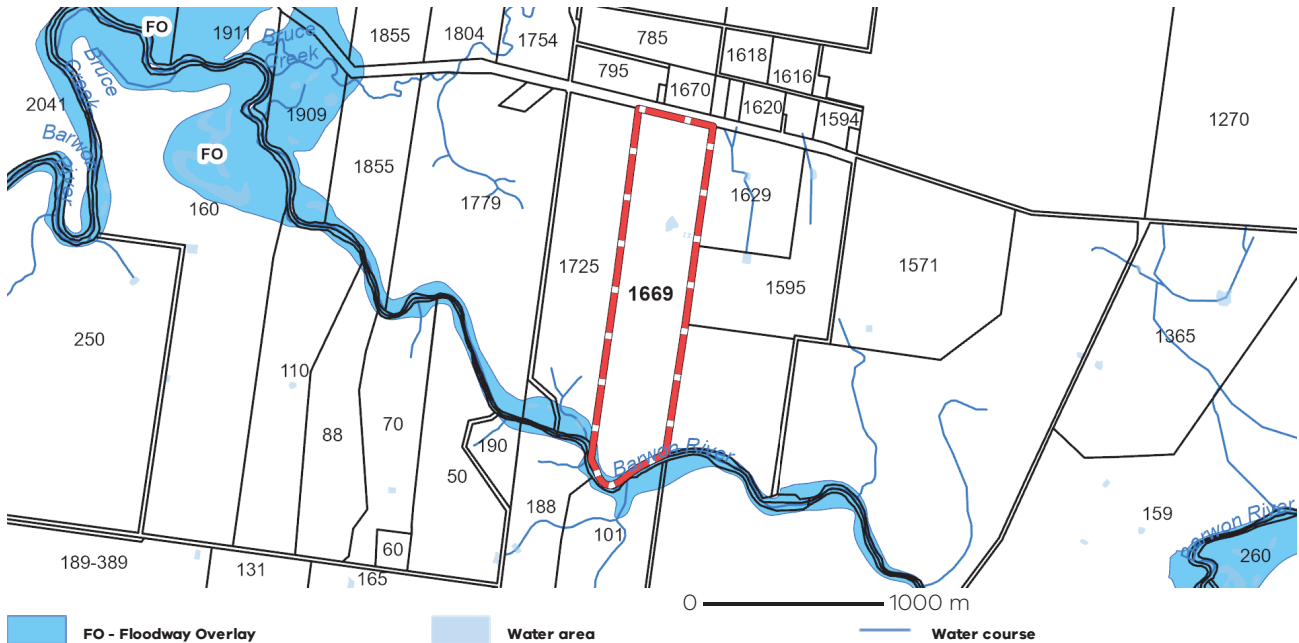 FO
1911
Bruce
Creek
1855
1804
1754
785
1618
1616
795
1670
1620
1594
1270
2041
Bruce
Creek
1909
Barwon
River
FO
160
1855
1779
1629
1725
1669
1595
1571
250
110
88
70
190
50
188
101
Barwon River
1365
159
Barwon River
260
60
189-389
131
165
0 1000 m
FO - Floodway Overlay
Water area
Water course